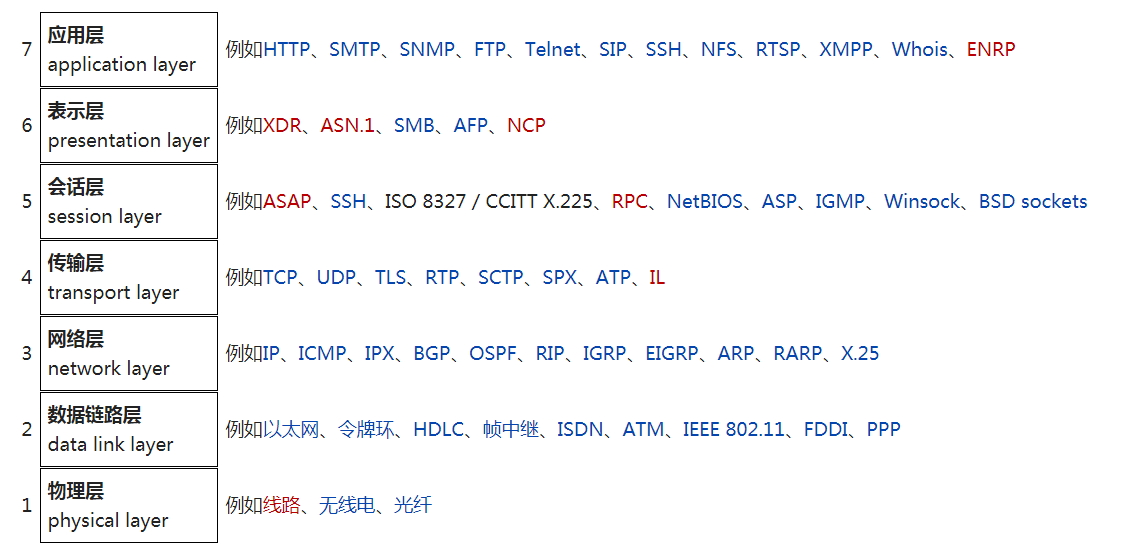 7
应用层
application layer
例如HTTP、SMTP、SNMP、FTP、Telnet、SIP、SSH、NFS、RTSP、XMPP、Whois、ENRP
6
表示层
presentation layer
例如XDR、ASN.1、SMB、AFP、NCP
5
会话层
session layer
例如ASAP、SSH、ISO 8327 / CCITT X.225、RPC、NetBIOS、ASP、IGMP、Winsock、BSD sockets
4
传输层
transport layer
例如TCP、UDP、TLS、RTP、SCTP、SPX、ATP、IL
3
网络层
network layer
例如IP、ICMP、IPX、BGP、OSPF、RIP、IGRP、EIGRP、ARP、RARP、X.25
2
数据链路层
data link layer
例如以太网、令牌环、HDLC、帧中继、ISDN、ATM、IEEE 802.11、FDDI、PPP
1
物理层
physical layer
例如线路、无线电、光纤